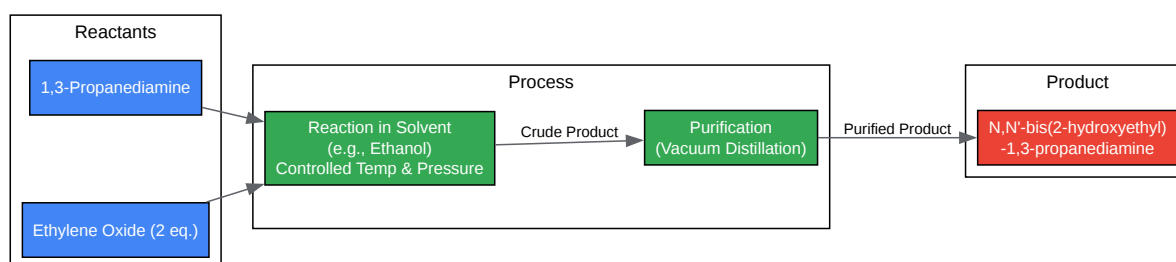 Reactants
1,3-Propanediamine
Ethylene Oxide (2 eq.)
Process
Reaction in Solvent
(e.g., Ethanol)
Controlled Temp & Pressure
Crude Product
Purification
(Vacuum Distillation)
Purified Product
Product
N,N'-bis(2-hydroxyethyl)
-1,3-propanediamine